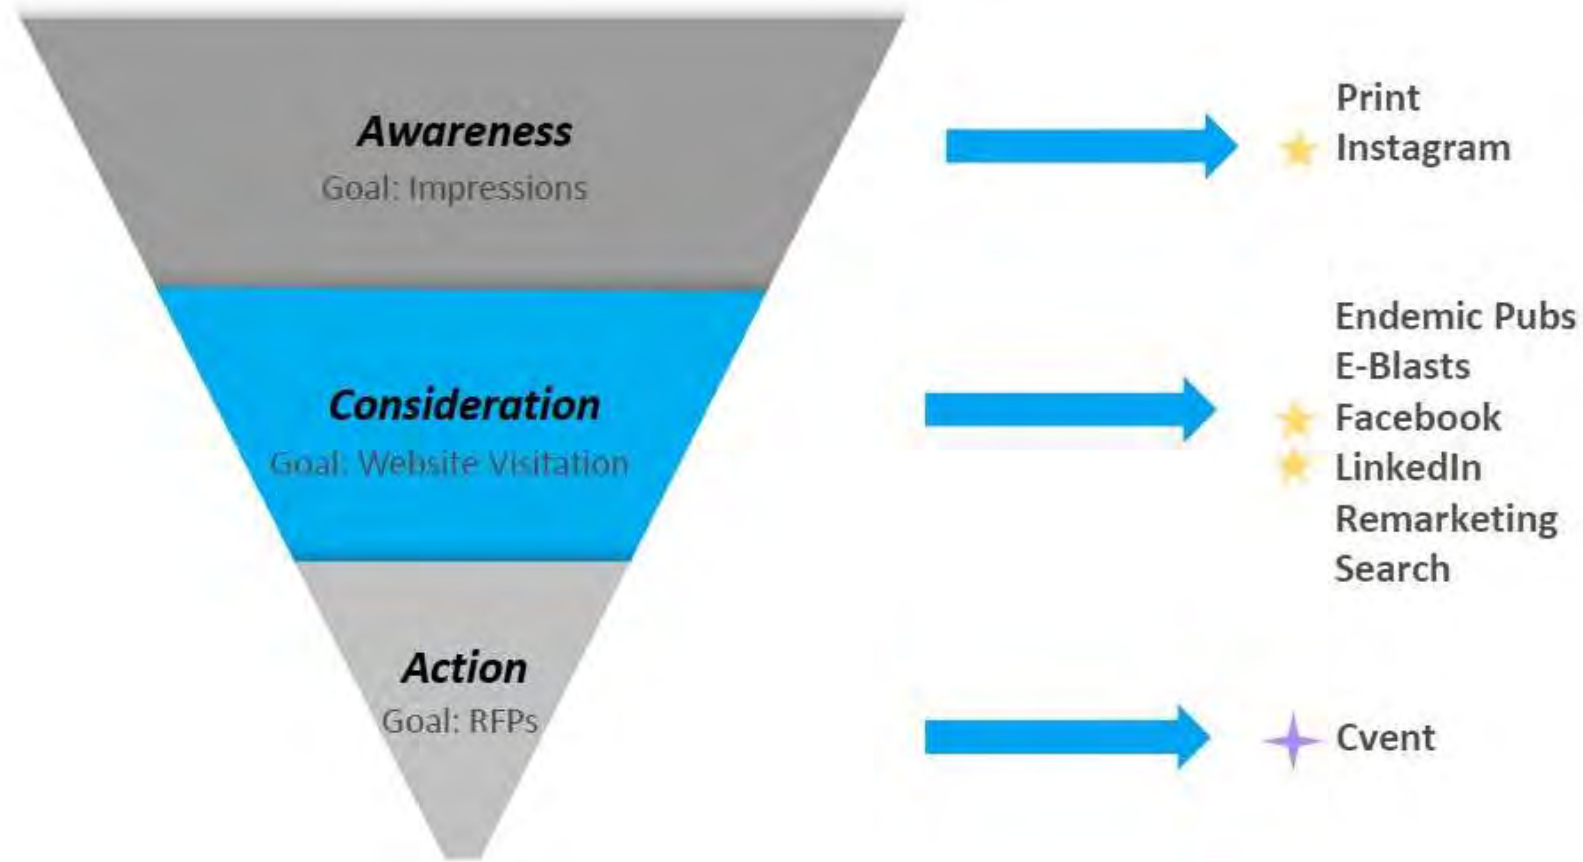 Awareness
Goal: Impressions
Print
Instagram
Consideration
Goal: Website Visitation
Endemic Pubs
E-Blasts
Facebook
LinkedIn
Remarketing
Search
Action
Goal: RFPs
Cvent